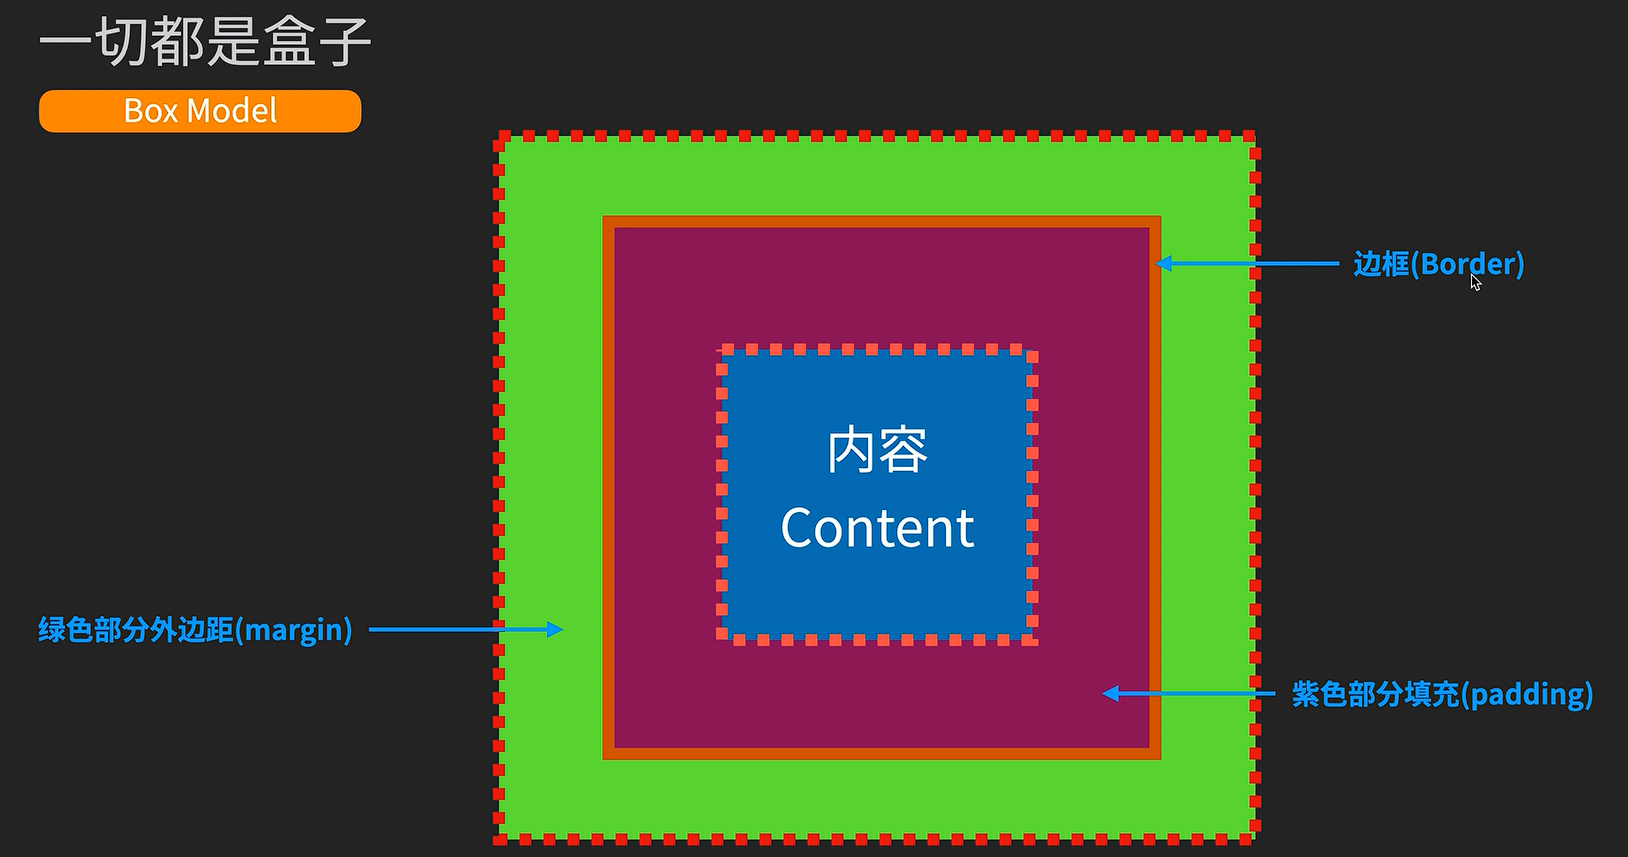 一切都是盒子
Box Model
边框(Border)
内容
Content
绿色部分外边距(margin)
紫色部分填充(padding)